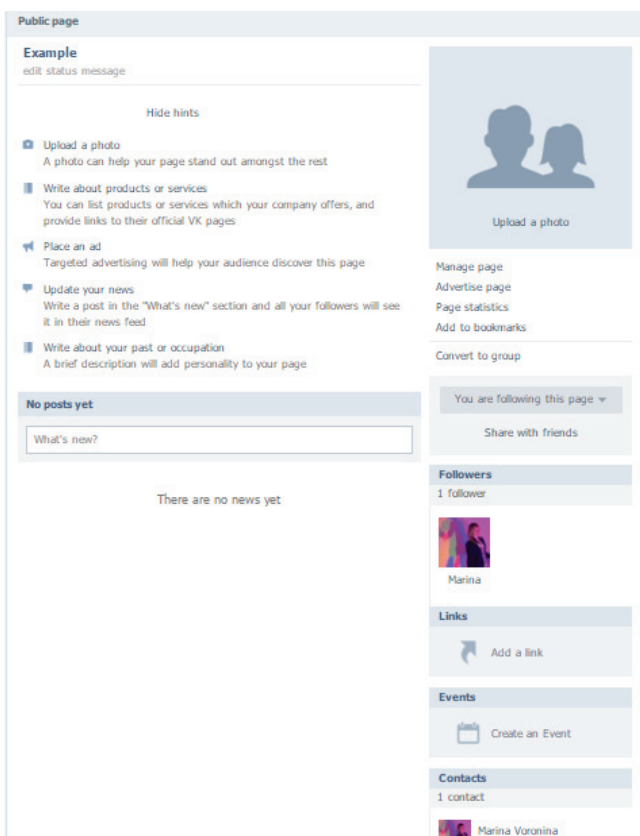 Public page
Example
edit status message
Hide hints
Upload a photo
A photo can help your page stand out amongst the rest
Write about products or services
You can list products or services which your company offers, and
provide links to their official VK pages
Place an ad
Targeted advertising will help your audience discover this page
Update your news
Write a post in the "What's new" section and all your followers will see
it in their news feed
Write about your past or occupation
A brief description will add personality to your page
No posts yet
What's new?
There are no news yet
Upload a photo
Manage page
Advertise page
Page statistics
Add to bookmarks
Convert to group
You are following this page
Share with friends
Followers
1 follower
Marina
Links
Add a link
Events
Create an Event
Contacts
1 contact
Marina Voronina